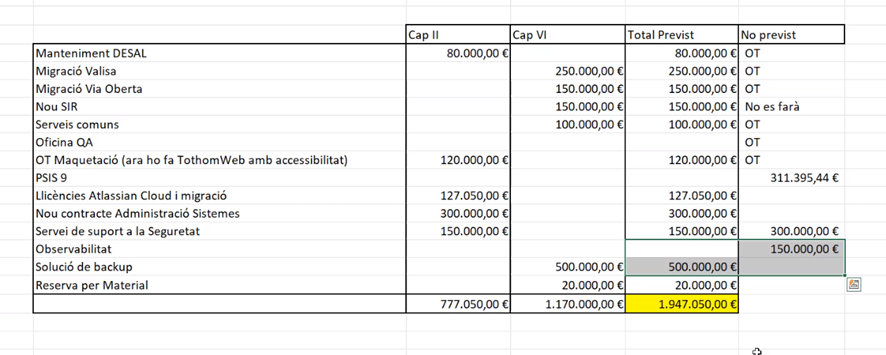 Cap II Cap VI Total Previst No previst
Manteniment DESAL 80.000,00 € 80.000,00 € OT
Migració Valisa 250.000,00 € 250.000,00 € OT
Migració Via Oberta 150.000,00 € 150.000,00 € OT
Nou SIR 150.000,00 € 150.000,00 € No es farà
Serveis comuns 100.000,00 € 100.000,00 € OT
Oficina QA OT
OT Maquetació (ara ho fa TothomWeb amb accessibilitat) 120.000,00 € 120.000,00 € OT
PSIS 9 311.395,44 €
Llicències Atlassian Cloud i migració 127.050,00 € 127.050,00 €
Nou contracte Administració Sistemes 300.000,00 € 300.000,00 €
Servei de suport a la Seguretat 150.000,00 € 150.000,00 € 300.000,00 €
Observabilitat 150.000,00 €
Solució de backup 500.000,00 € 500.000,00 €
Reserva per Material 20.000,00 € 20.000,00 €
777.050,00 € 1.170.000,00 € 1.947.050,00 €